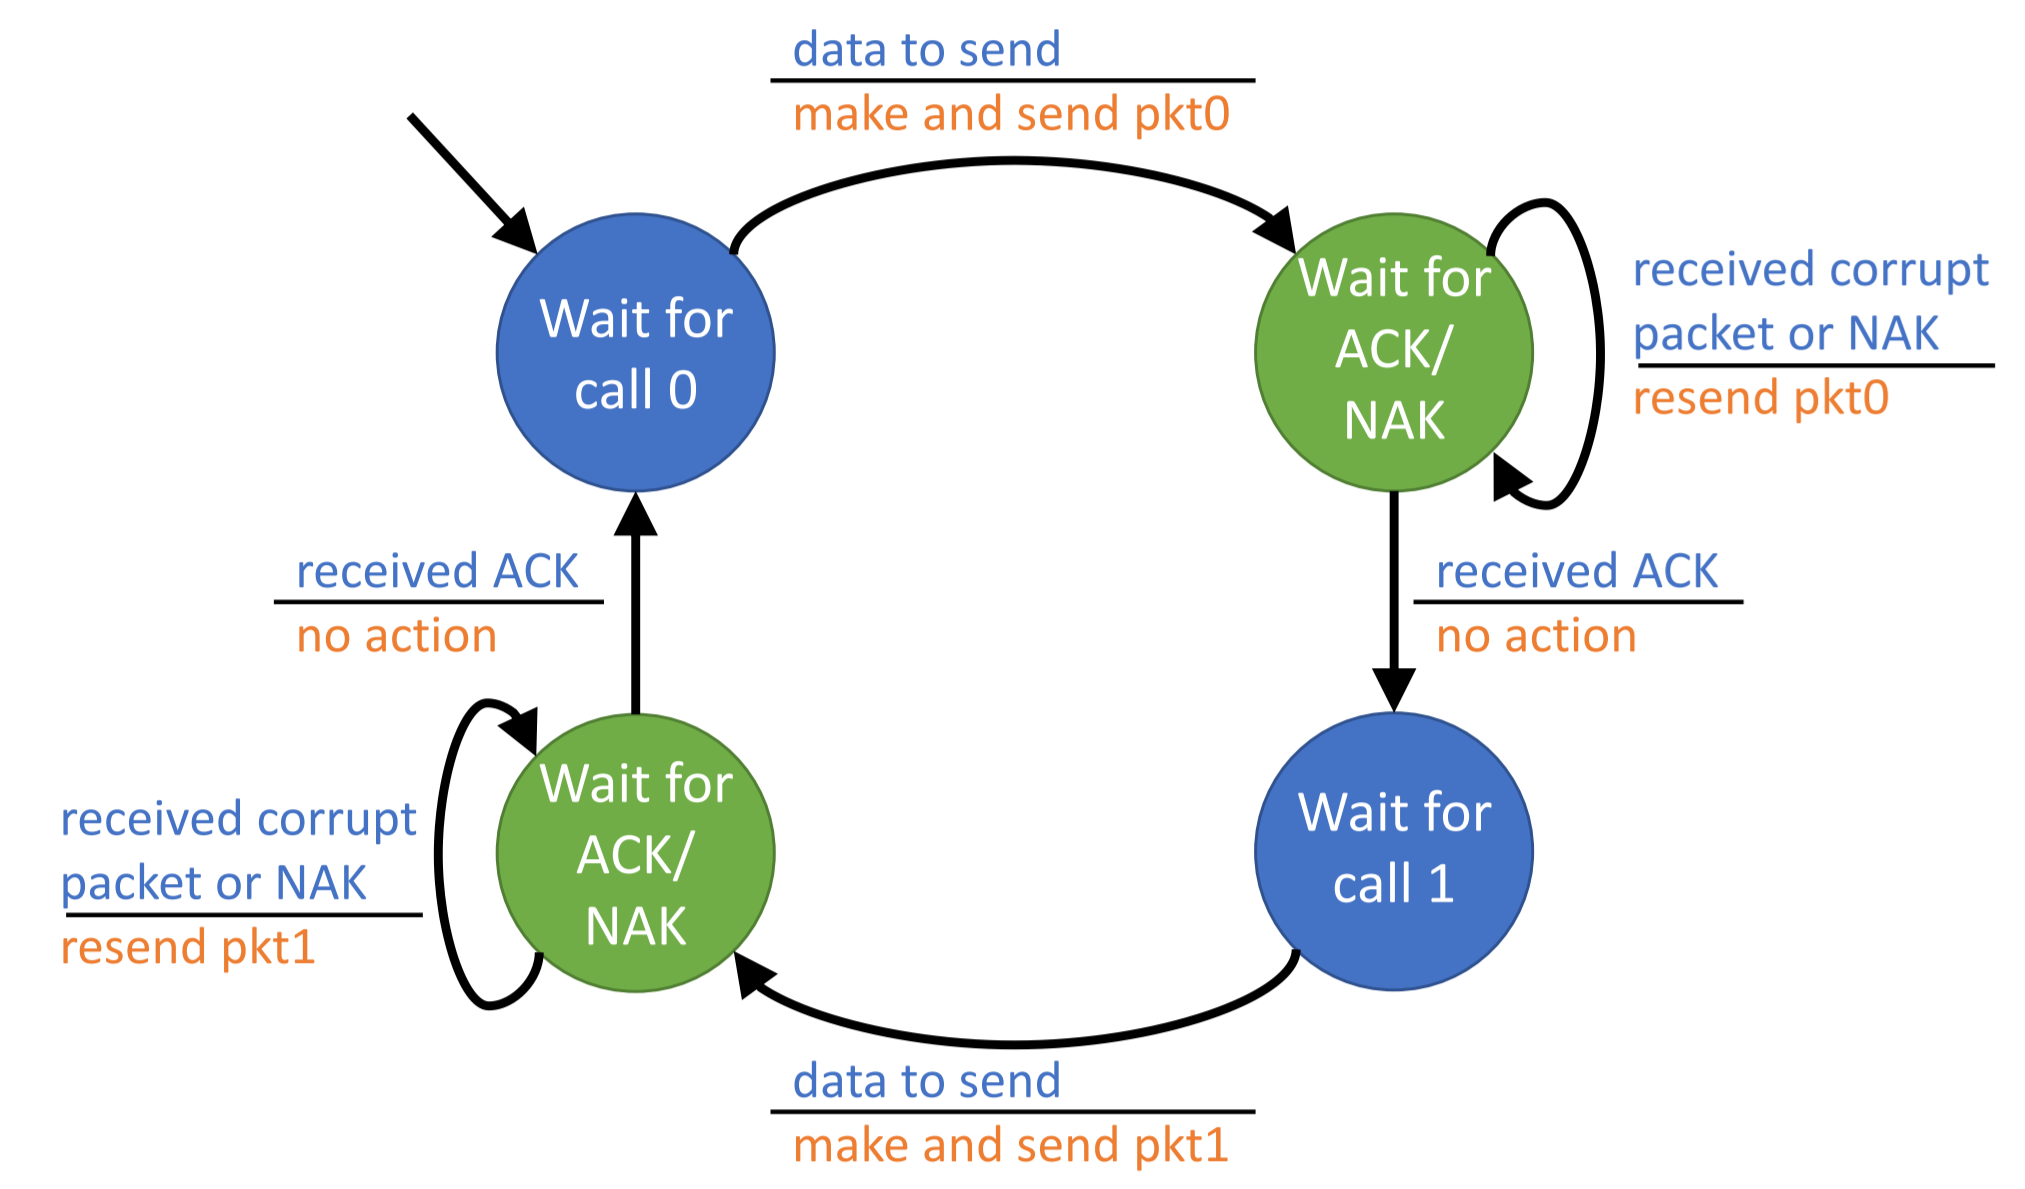 data to send
make and send pkt0
Wait for
call 0
Wait for
ACK/
NAK
received corrupt
packet or NAK
resend pkt0
received ACK
no action
received ACK
no action
Wait for
ACK/
NAK
received corrupt
packet or NAK
resend pkt1
Wait for
call 1
data to send
make and send pkt1